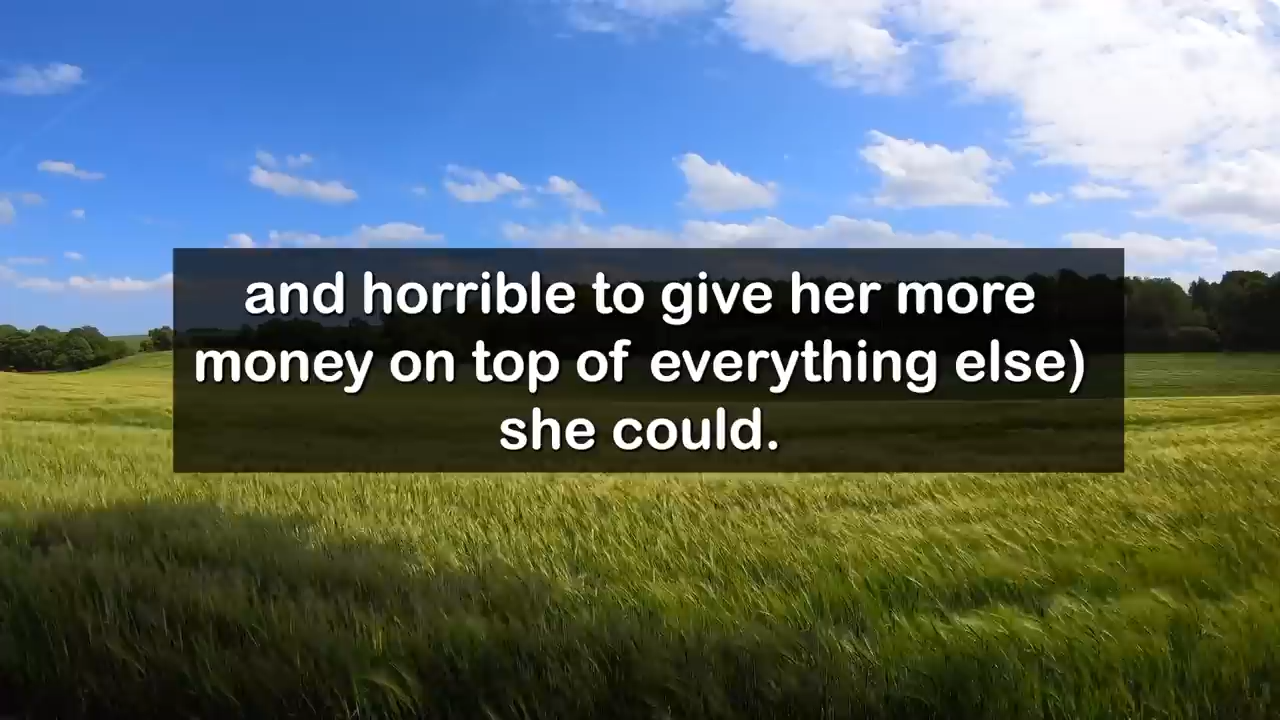 and horrible to give her more
money on top of everything else)
she could.